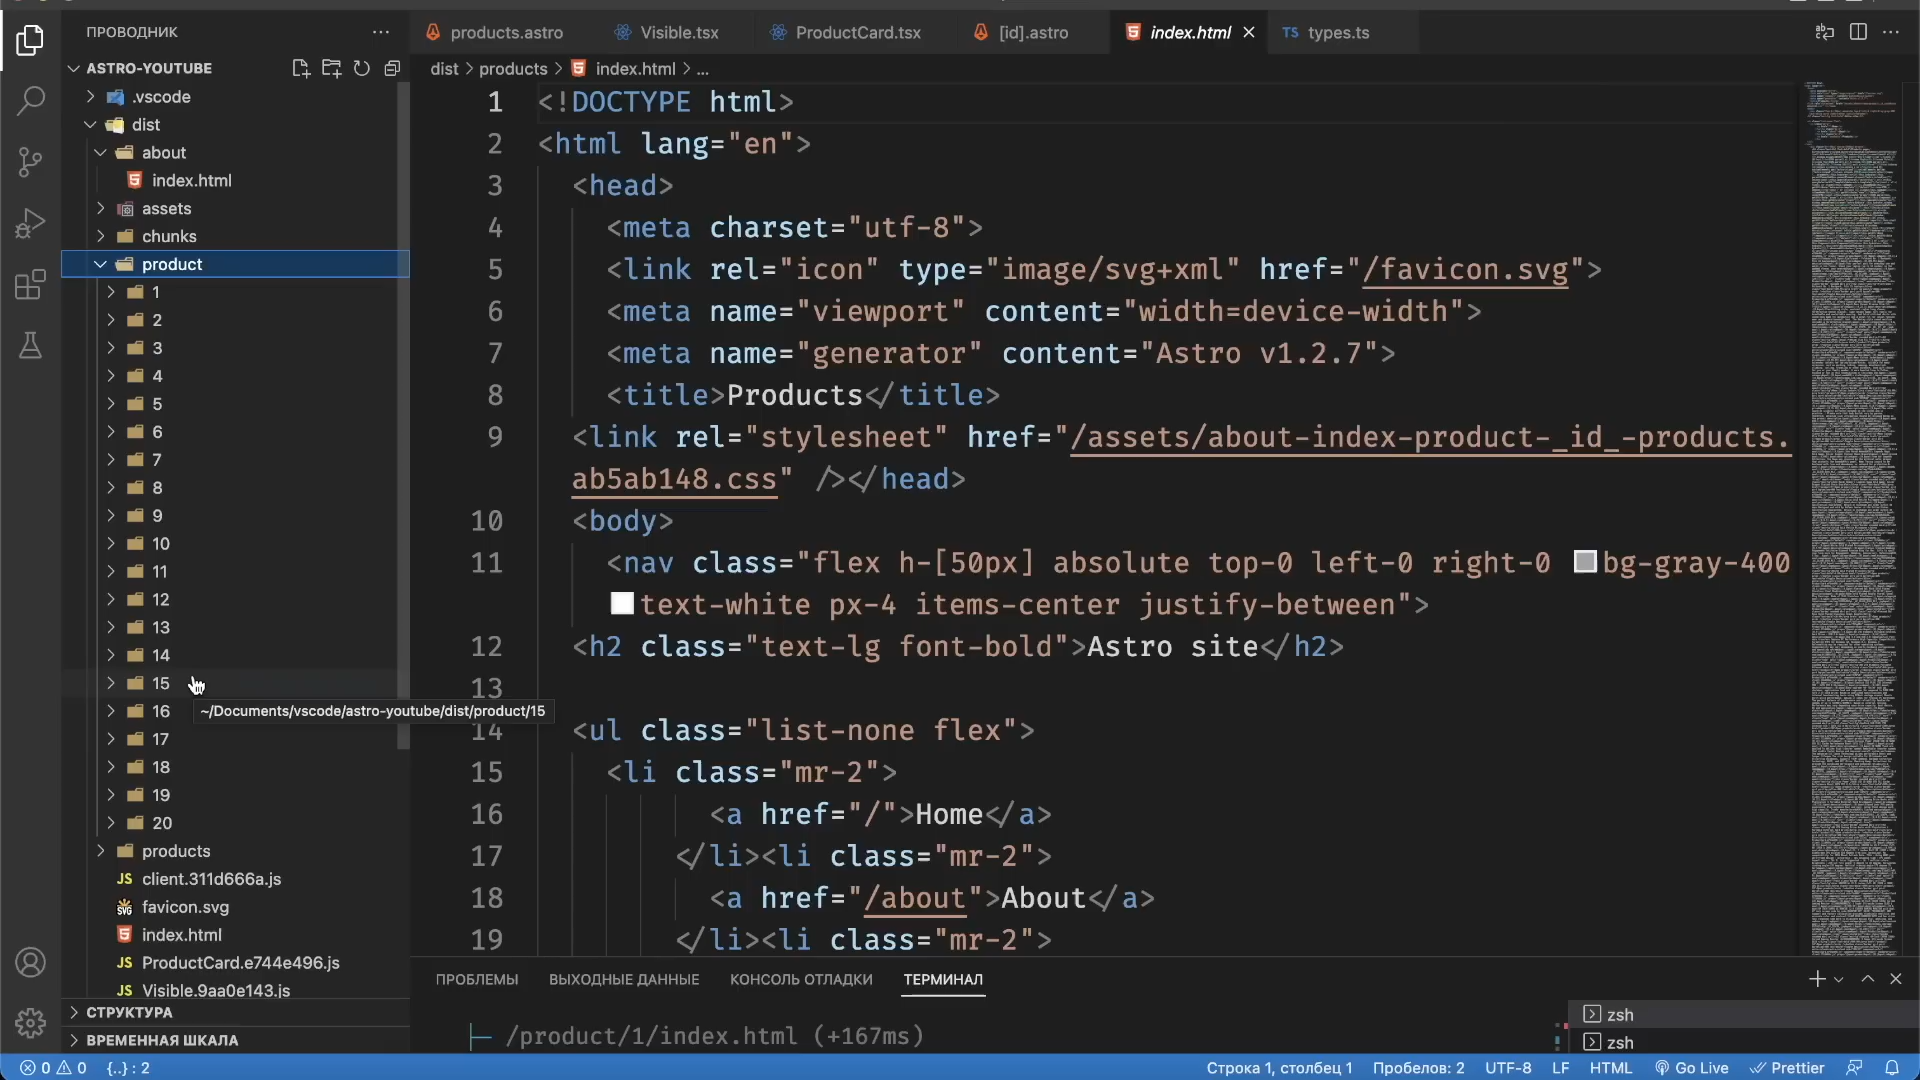 ПРОВОДНИК
ASTRO-YOUTUBE
.vscode
dist
about
index.html
assets
chunks
product
1
2
3
4
5
6
7
8
9
10
11
12
13
14
15
16
17
18
19
20
products
client.311d666a.js
favicon.svg
index.html
ProductCard.e744e496.js
Visible.9aa0e143.js
СТРУКТУРА
ВРЕМЕННАЯ ШКАЛА
~/Documents/vscode/astro-youtube/dist/product/15
products.astro
Visible.tsx
ProductCard.tsx
[id].astro
index.html
TS types.ts
dist > products > index.html > ...
1 <!DOCTYPE html>
2 <html lang="en">
3 <head>
4 <meta charset="utf-8">
5 <link rel="icon" type="image/svg+xml" href="/favicon.svg">
6 <meta name="viewport" content="width=device-width">
7 <meta name="generator" content="Astro v1.2.7">
8 <title>Products</title>
9 <link rel="stylesheet" href="/assets/about-index-product-_id_-products.
ab5ab148.css" /></head>
10 <body>
11 <nav class="flex h-[50px] absolute top-0 left-0 right-0 bg-gray-400
text-white px-4 items-center justify-between">
12 <h2 class="text-lg font-bold">Astro site</h2>
13
14 <ul class="list-none flex">
15 <li class="mr-2">
16 <a href="/">Home</a>
17 </li><li class="mr-2">
18 <a href="/about">About</a>
19 </li><li class="mr-2">
ПРОБЛЕМЫ ВЫХОДНЫЕ ДАННЫЕ КОНСОЛЬ ОТЛАДКИ ТЕРМИНАЛ
├─ /product/1/index.html (+167ms)
zsh
zsh
0 0 {..} : 2
Строка 1, столбец 1 Пробелов: 2 UTF-8 LF HTML Go Live Prettier